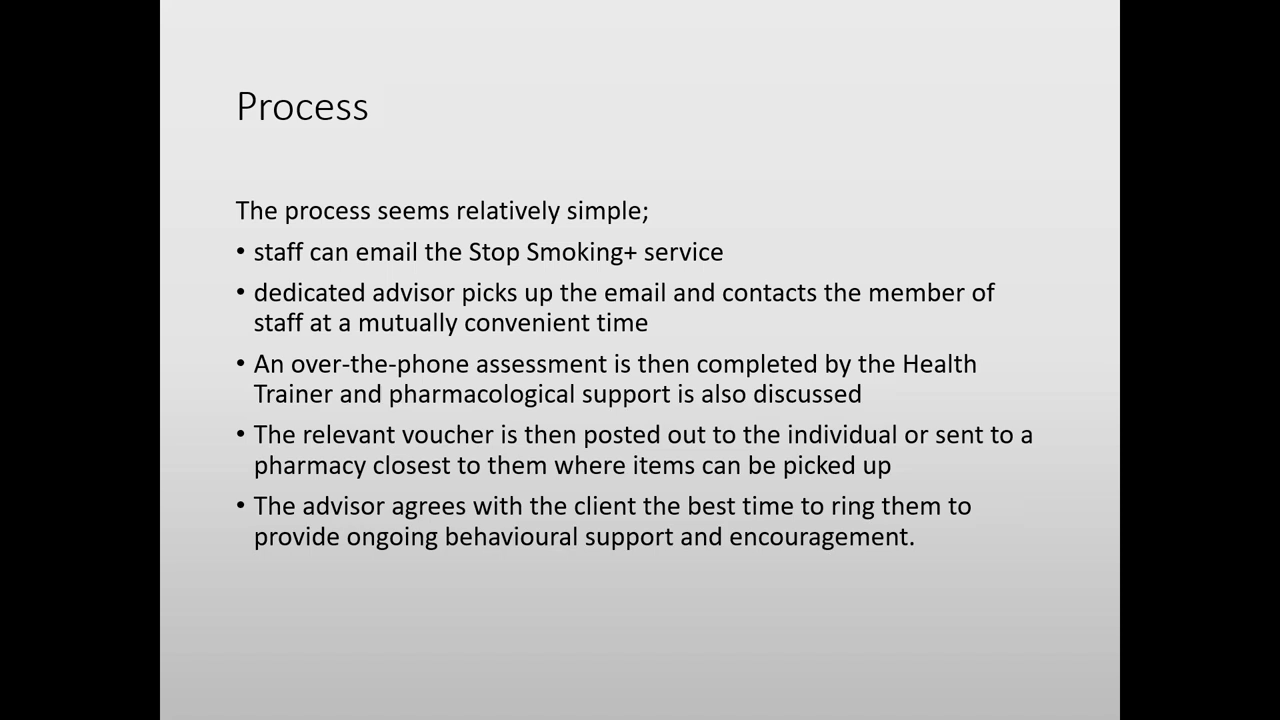 Process
The process seems relatively simple;
• staff can email the Stop Smoking+ service
• dedicated advisor picks up the email and contacts the member of
staff at a mutually convenient time
• An over-the-phone assessment is then completed by the Health
Trainer and pharmacological support is also discussed
• The relevant voucher is then posted out to the individual or sent to a
pharmacy closest to them where items can be picked up
• The advisor agrees with the client the best time to ring them to
provide ongoing behavioural support and encouragement.